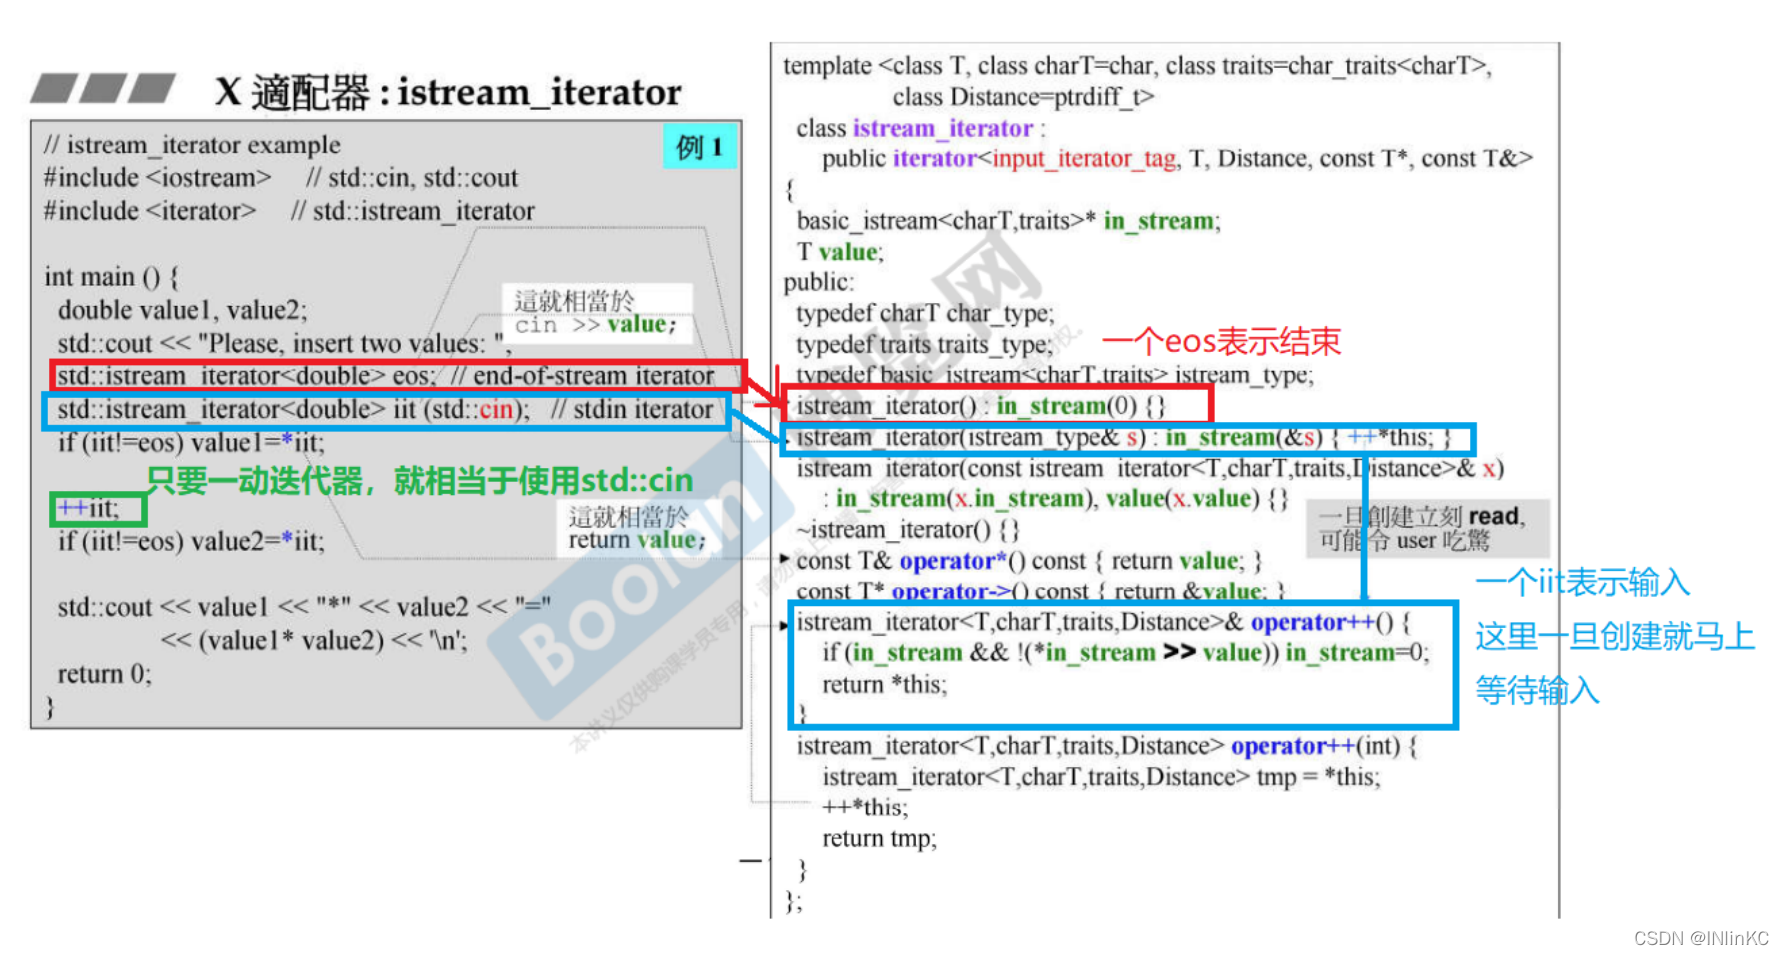 X 適配器 : istream_iterator
// istream_iterator example
例 1
#include <iostream> // std::cin, std::cout
#include <iterator> // std::istream_iterator
int main () {
double value1, value2;
這就相當於
cin >> value;
std::cout << "Please, insert two values: ";
std::istream_iterator<double> eos; // end-of-stream iterator
std::istream_iterator<double> iit (std::cin); // stdin iterator
if (iit!=eos) value1=*iit;
只要一动迭代器，就相当于使用std::cin
++iit;
這就相當於
return value;
if (iit!=eos) value2=*iit;
std::cout << value1 << "*" << value2 << "="
<< (value1* value2) << '\n';
return 0;
}
template <class T, class charT=char, class traits=char_traits<charT>,
class Distance=ptrdiff_t>
class istream_iterator :
public iterator<input_iterator_tag, T, Distance, const T*, const T&>
{
basic_istream<charT,traits>* in_stream;
T value;
public:
typedef charT char_type;
typedef traits traits_type;
一个eos表示结束
typedef basic_istream<charT,traits> istream_type;
istream_iterator() : in_stream(0) {}
istream_iterator(istream_type& s) : in_stream(&s) { ++*this; }
istream_iterator(const istream_iterator<T,charT,traits,Distance>& x)
: in_stream(x.in_stream), value(x.value) {}
一旦創建立刻 read,
可能令 user 吃驚
~istream_iterator() {}
const T& operator*() const { return value; }
const T* operator->() const { return &value; }
一个iit表示输入
这里一旦创建就马上
等待输入
istream_iterator<T,charT,traits,Distance>& operator++() {
if (in_stream && !(*in_stream >> value)) in_stream=0;
return *this;
}
istream_iterator<T,charT,traits,Distance> operator++(int) {
istream_iterator<T,charT,traits,Distance> tmp = *this;
++*this;
return tmp;
}
};
Boolan
博览网
CSDN @INlinKC